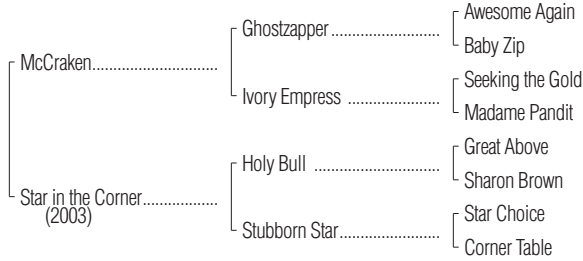 Awesome Again
Ghostzapper
Baby Zip
McCraken
Seeking the Gold
Ivory Empress
Madame Pandit
Great Above
Holy Bull
Sharon Brown
Star in the Corner
(2003)
Star Choice
Stubborn Star
Corner Table